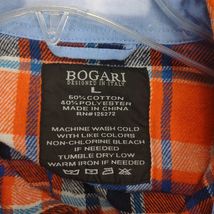 BOGARI
DESIGNED IN ITALY
L
60% COTTON
40% POLYESTER
MADE IN CHINA
RN#125272
MACHINE WASH COLD
WITH LIKE COLORS
NON-CHLORINE BLEACH
IF NEEDED
TUMBLE DRY LOW
WARM IRON IF NEEDED